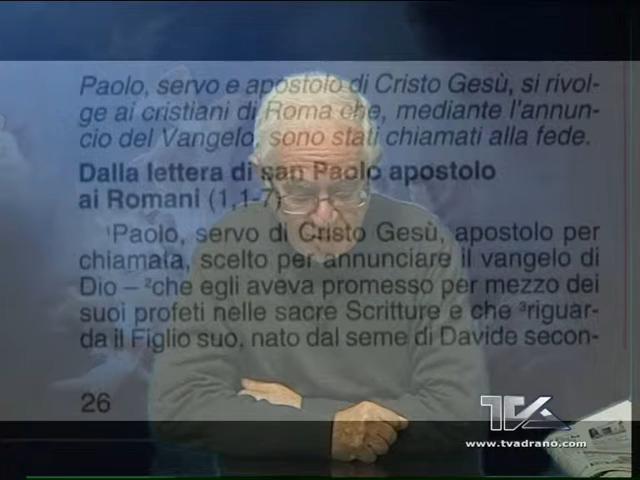 Paolo, servo e apostolo di Cristo Gesù, si rivol-
ge ai cristiani di Roma che, mediante l'annun-
cio del Vangelo, sono stati chiamati alla fede.
Dalla lettera di san Paolo apostolo
ai Romani (1,1-7)
¹Paolo, servo di Cristo Gesù, apostolo per
chiamata, scelto per annunciare il vangelo di
Dio – ²che egli aveva promesso per mezzo dei
suoi profeti nelle sacre Scritture e che ³riguar-
da il Figlio suo, nato dal seme di Davide secon-
26
TVA
www.tvadrano.com